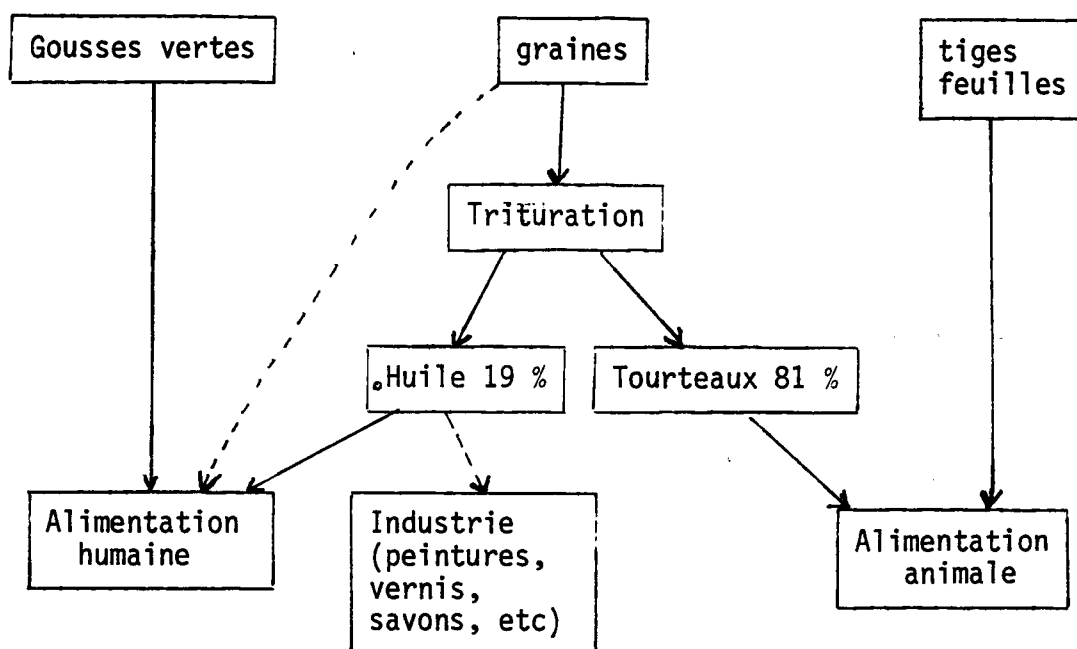 Gousses vertes
graines
tiges
feuilles
Trituration
Huile 19 %
Tourteaux 81 %
Alimentation
humaine
Industrie
(peintures,
vernis,
savons, etc)
Alimentation
animale